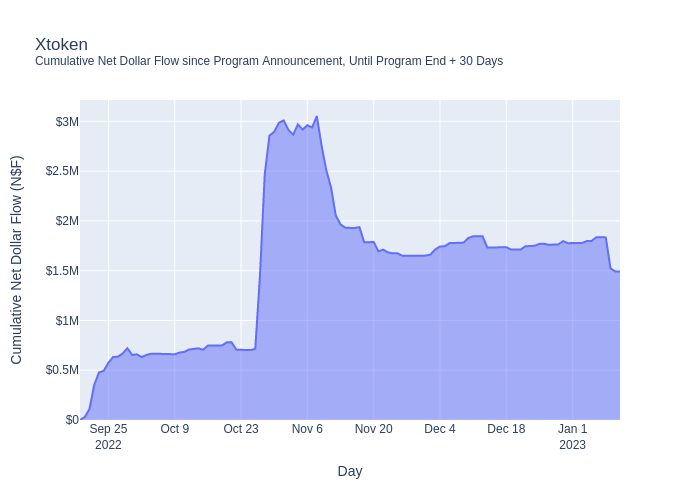 Xtoken
Cumulative Net Dollar Flow since Program Announcement, Until Program End + 30 Days
Cumulative Net Dollar Flow (N$F)
$3M
$2.5M
$2M
$1.5M
$1M
$0.5M
$0
Sep 25
2022
Oct 9
Oct 23
Nov 6
Nov 20
Dec 4
Dec 18
Jan 1
2023
Day